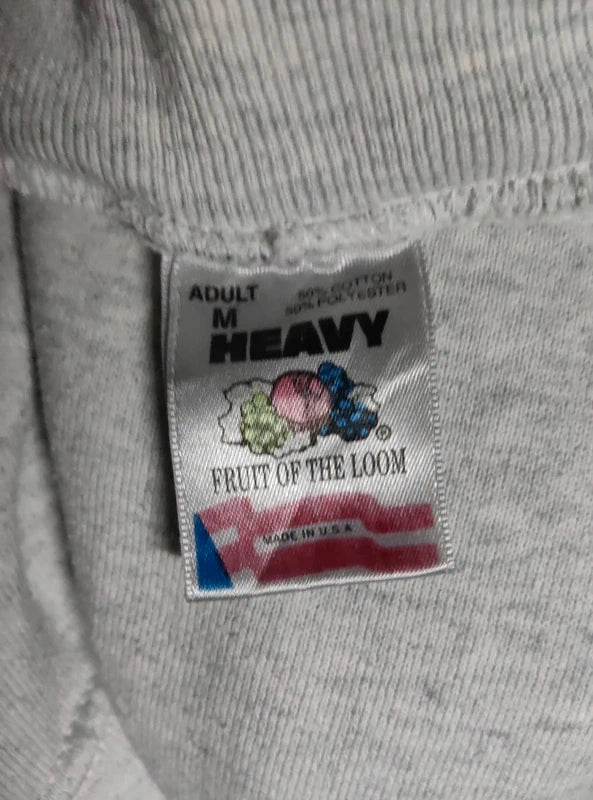 ADULT
50% COTTON
50% POLYESTER
M
HEAVY
®
FRUIT OF THE LOOM
MADE IN U.S.A.